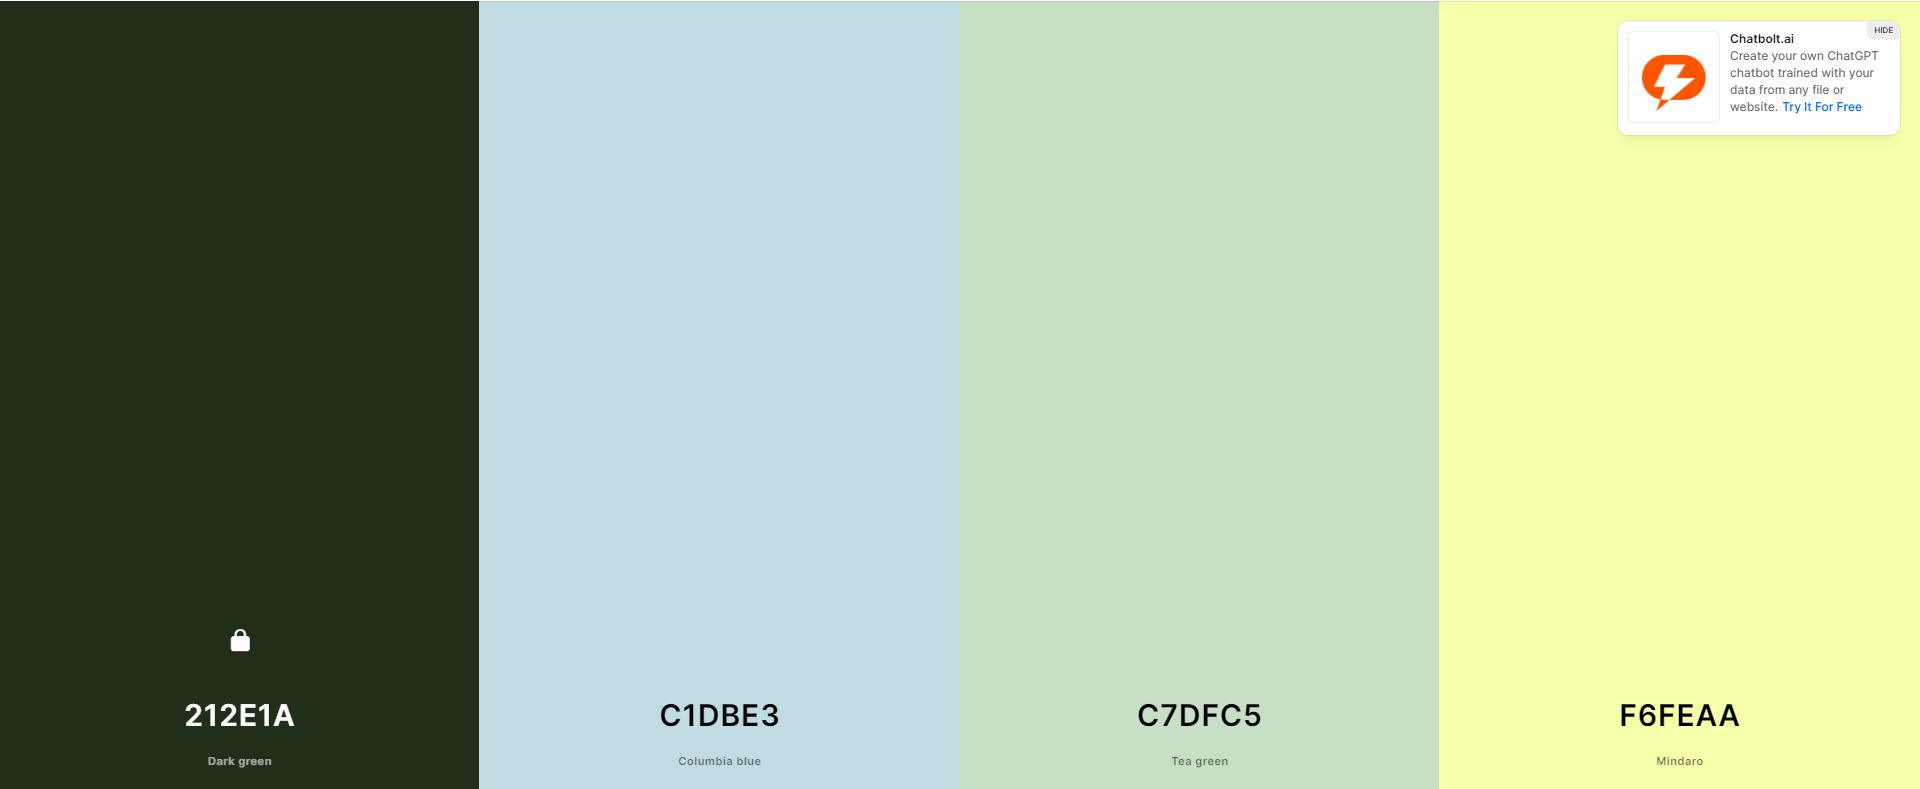 HIDE
Chatbolt.ai
Create your own ChatGPT
chatbot trained with your
data from any file or
website. Try It For Free
212E1A
Dark green
C1DBE3
Columbia blue
C7DFC5
Tea green
F6FEAA
Mindaro